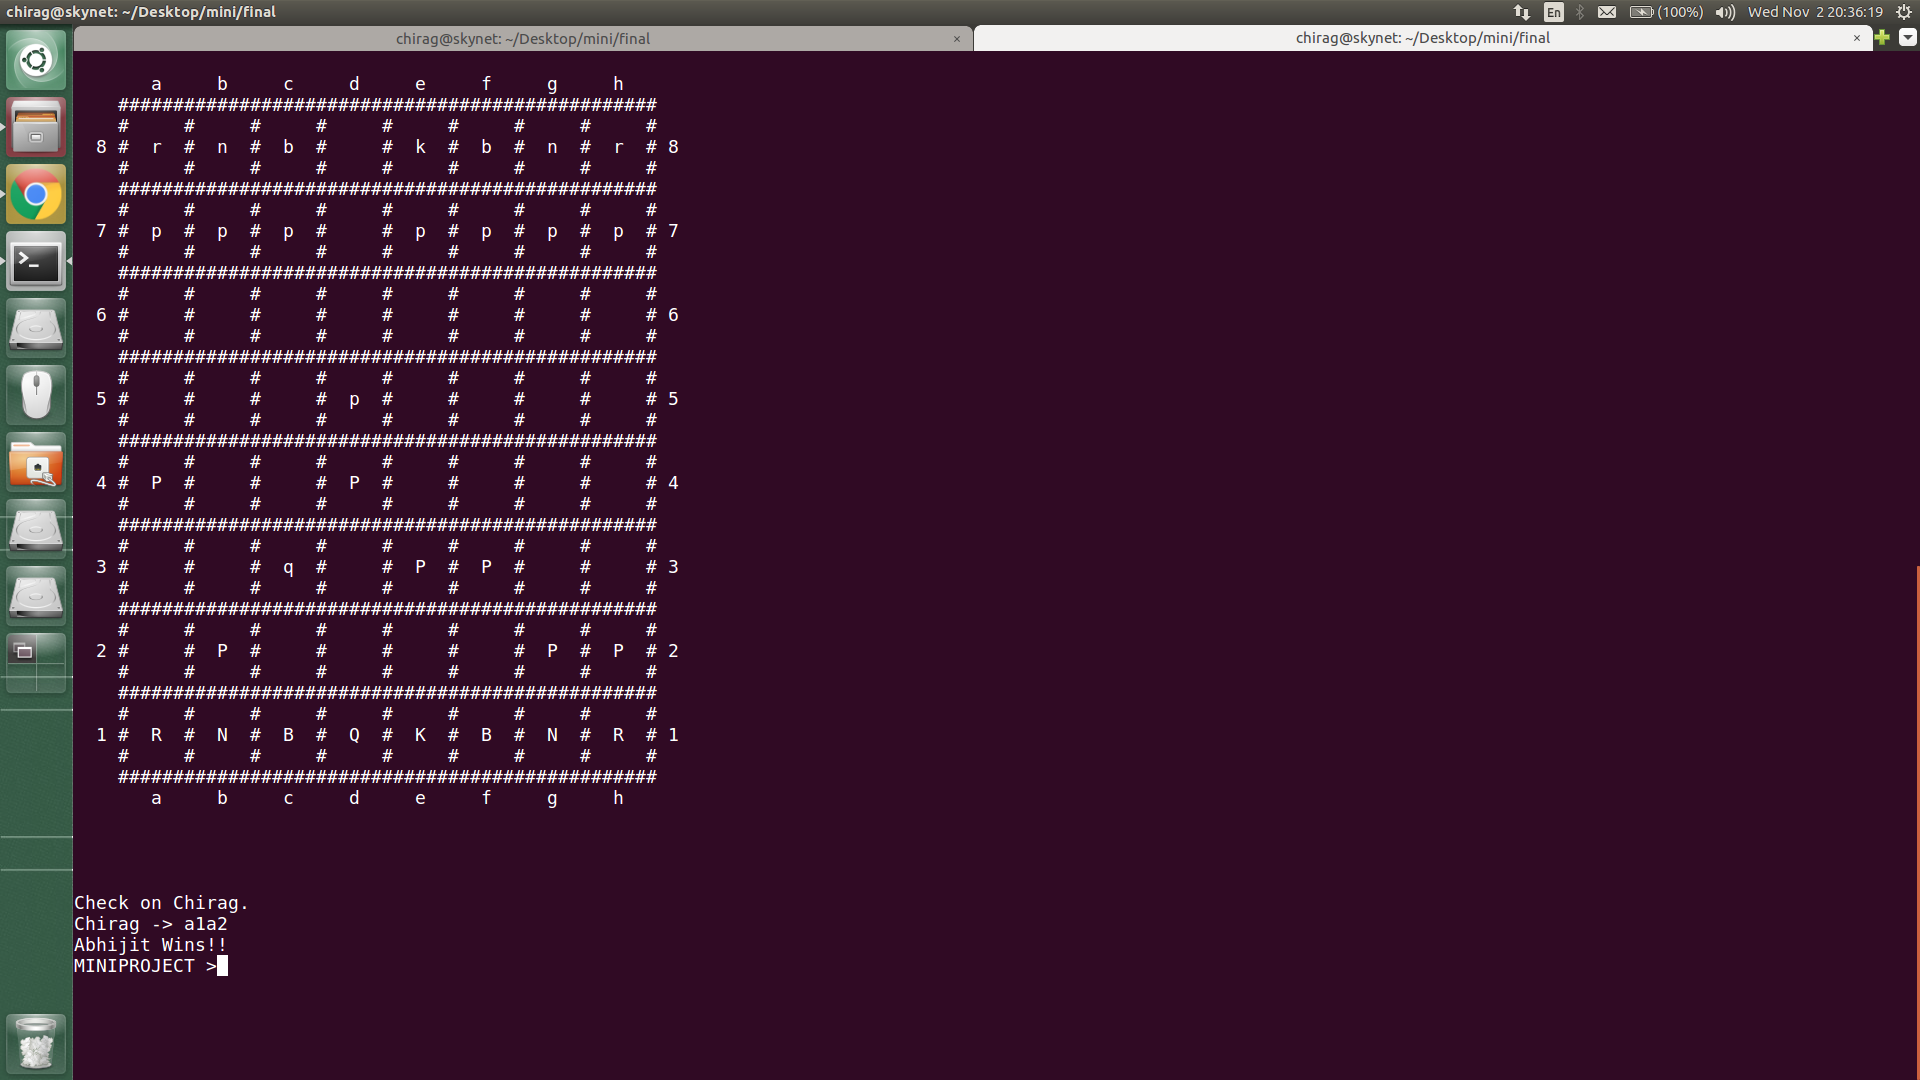 chirag@skynet: ~/Desktop/mini/final En (100%) Wed Nov 2 20:36:19
chirag@skynet: ~/Desktop/mini/final × chirag@skynet: ~/Desktop/mini/final ×
a b c d e f g h
#################################################
# # # # # # # # #
8 # r # n # b # # k # b # n # r # 8
# # # # # # # # #
#################################################
# # # # # # # # #
7 # p # p # p # # p # p # p # p # 7
# # # # # # # # #
#################################################
# # # # # # # # #
6 # # # # # # # # # 6
# # # # # # # # #
#################################################
# # # # # # # # #
5 # # # # p # # # # # 5
# # # # # # # # #
#################################################
# # # # # # # # #
4 # P # # # P # # # # # 4
# # # # # # # # #
#################################################
# # # # # # # # #
3 # # # q # # P # P # # # 3
# # # # # # # # #
#################################################
# # # # # # # # #
2 # # P # # # # # P # P # 2
# # # # # # # # #
#################################################
# # # # # # # # #
1 # R # N # B # Q # K # B # N # R # 1
# # # # # # # # #
#################################################
a b c d e f g h
Check on Chirag.
Chirag -> a1a2
Abhijit Wins!!
MINIPROJECT >